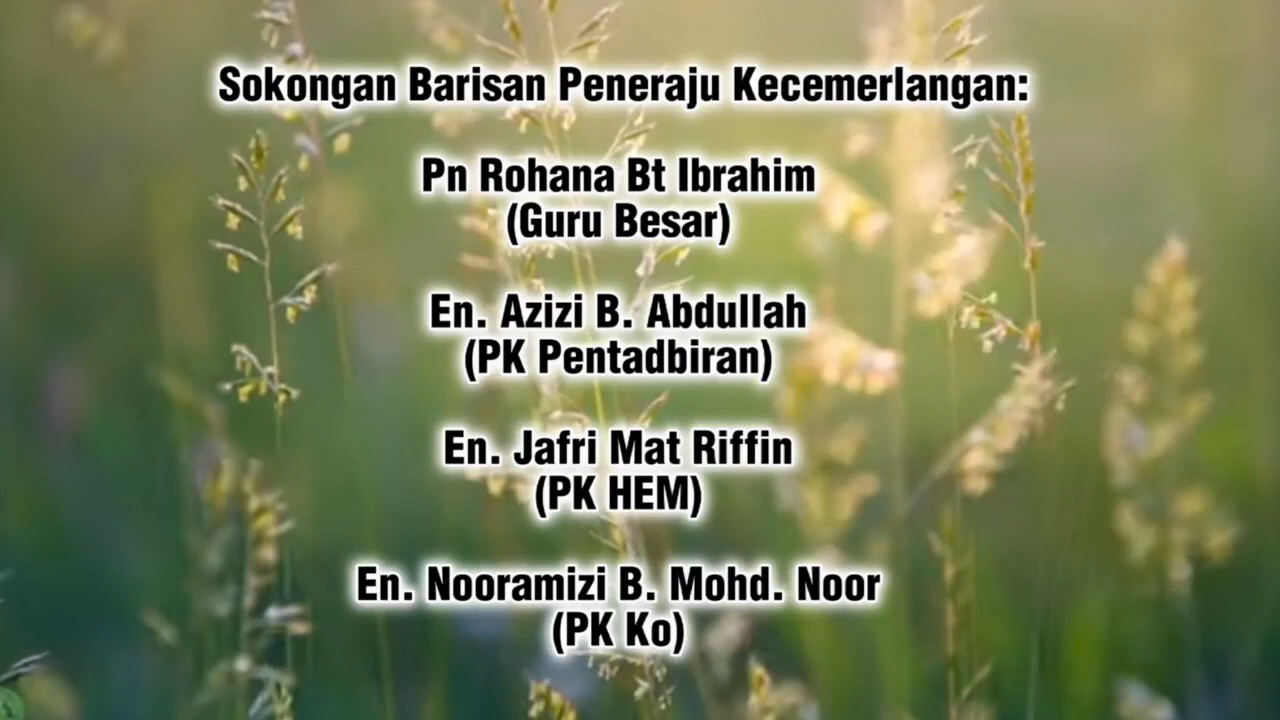 Sokongan Barisan Peneraju Kecemerlangan:
Pn Rohana Bt Ibrahim
(Guru Besar)
En. Azizi B. Abdullah
(PK Pentadbiran)
En. Jafri Mat Riffin
(PK HEM)
En. Nooramizi B. Mohd. Noor
(PK Ko)